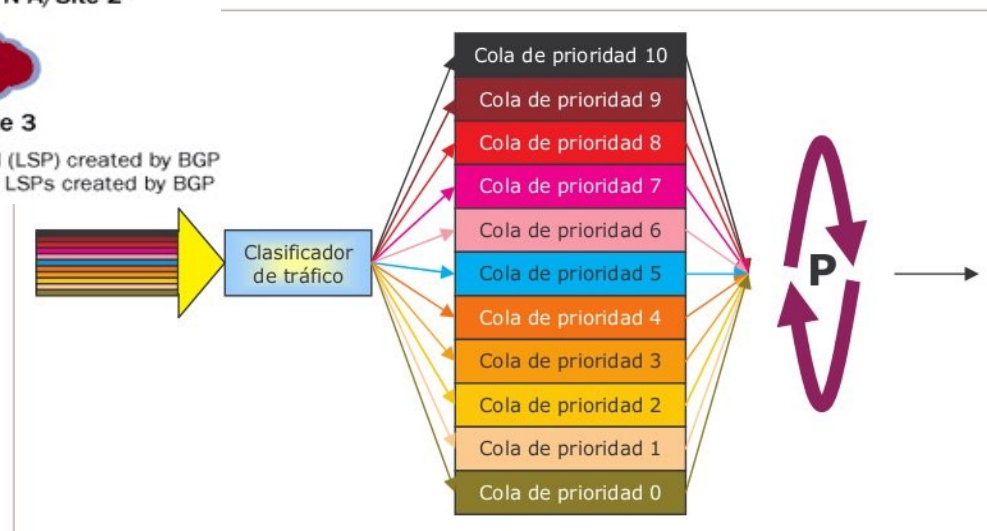 Site 2
e 3
(LSP) created by BGP
LSPs created by BGP
Clasificador
de tráfico
Cola de prioridad 10
Cola de prioridad 9
Cola de prioridad 8
Cola de prioridad 7
Cola de prioridad 6
Cola de prioridad 5
Cola de prioridad 4
Cola de prioridad 3
Cola de prioridad 2
Cola de prioridad 1
Cola de prioridad 0
P